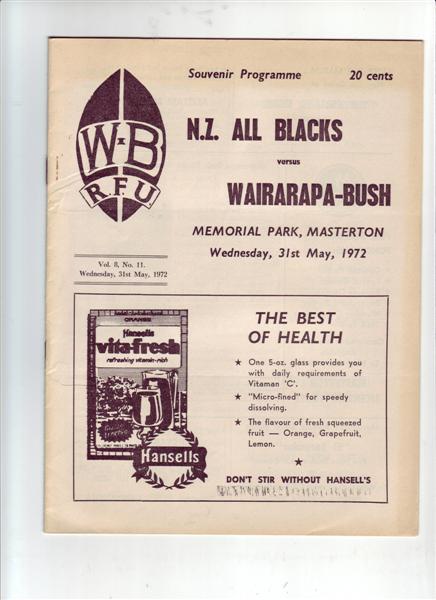 Souvenir Programme 20 cents
W-B
R.F.U.
N.Z. ALL BLACKS
versus
WAIRARAPA-BUSH
MEMORIAL PARK, MASTERTON
Wednesday, 31st May, 1972
Vol. 8, No. 11.
Wednesday, 31st May, 1972
ORANGE
Hansells
vita-fresh
refreshing vitamin-rich
Hansells
THE BEST
OF HEALTH
★ One 5-oz. glass provides you
with daily requirements of
Vitaman 'C'.
★ "Micro-fined" for speedy
dissolving.
★ The flavour of fresh squeezed
fruit — Orange, Grapefruit,
Lemon.
★
DON'T STIR WITHOUT HANSELL'S